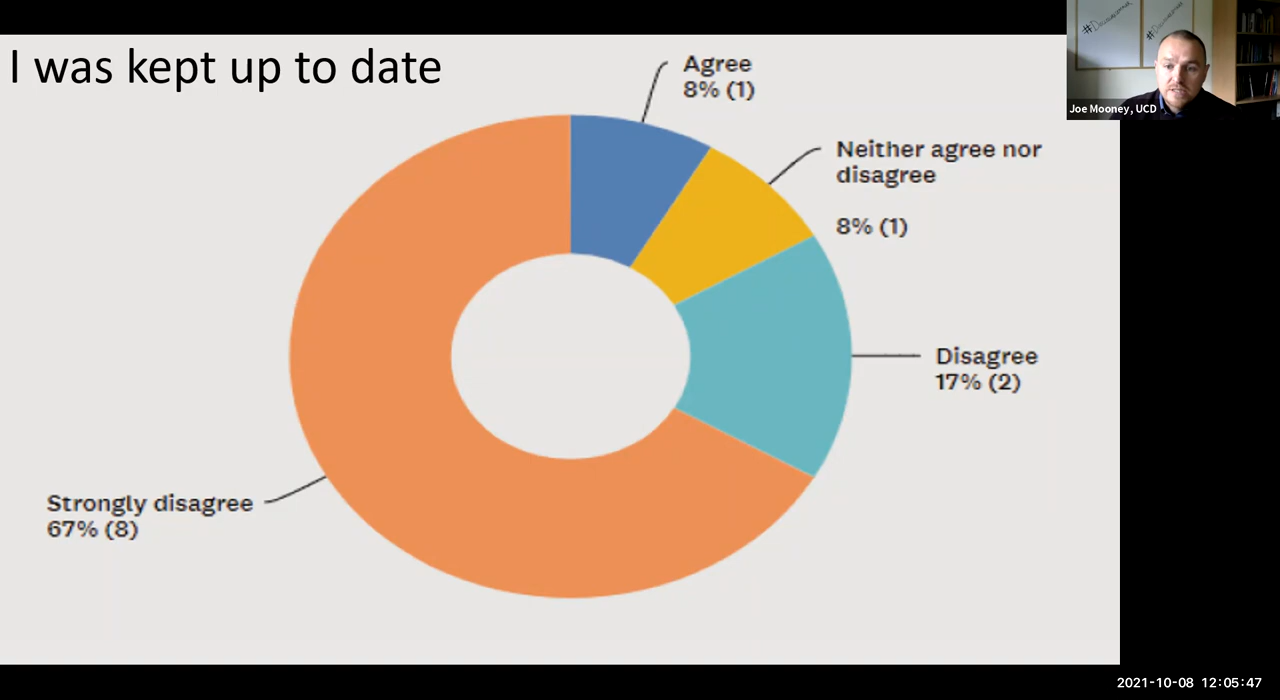 I was kept up to date
Agree
8% (1)
Neither agree nor
disagree
8% (1)
Disagree
17% (2)
Strongly disagree
67% (8)
Joe Mooney, UCD
2021-10-08 12:05:47